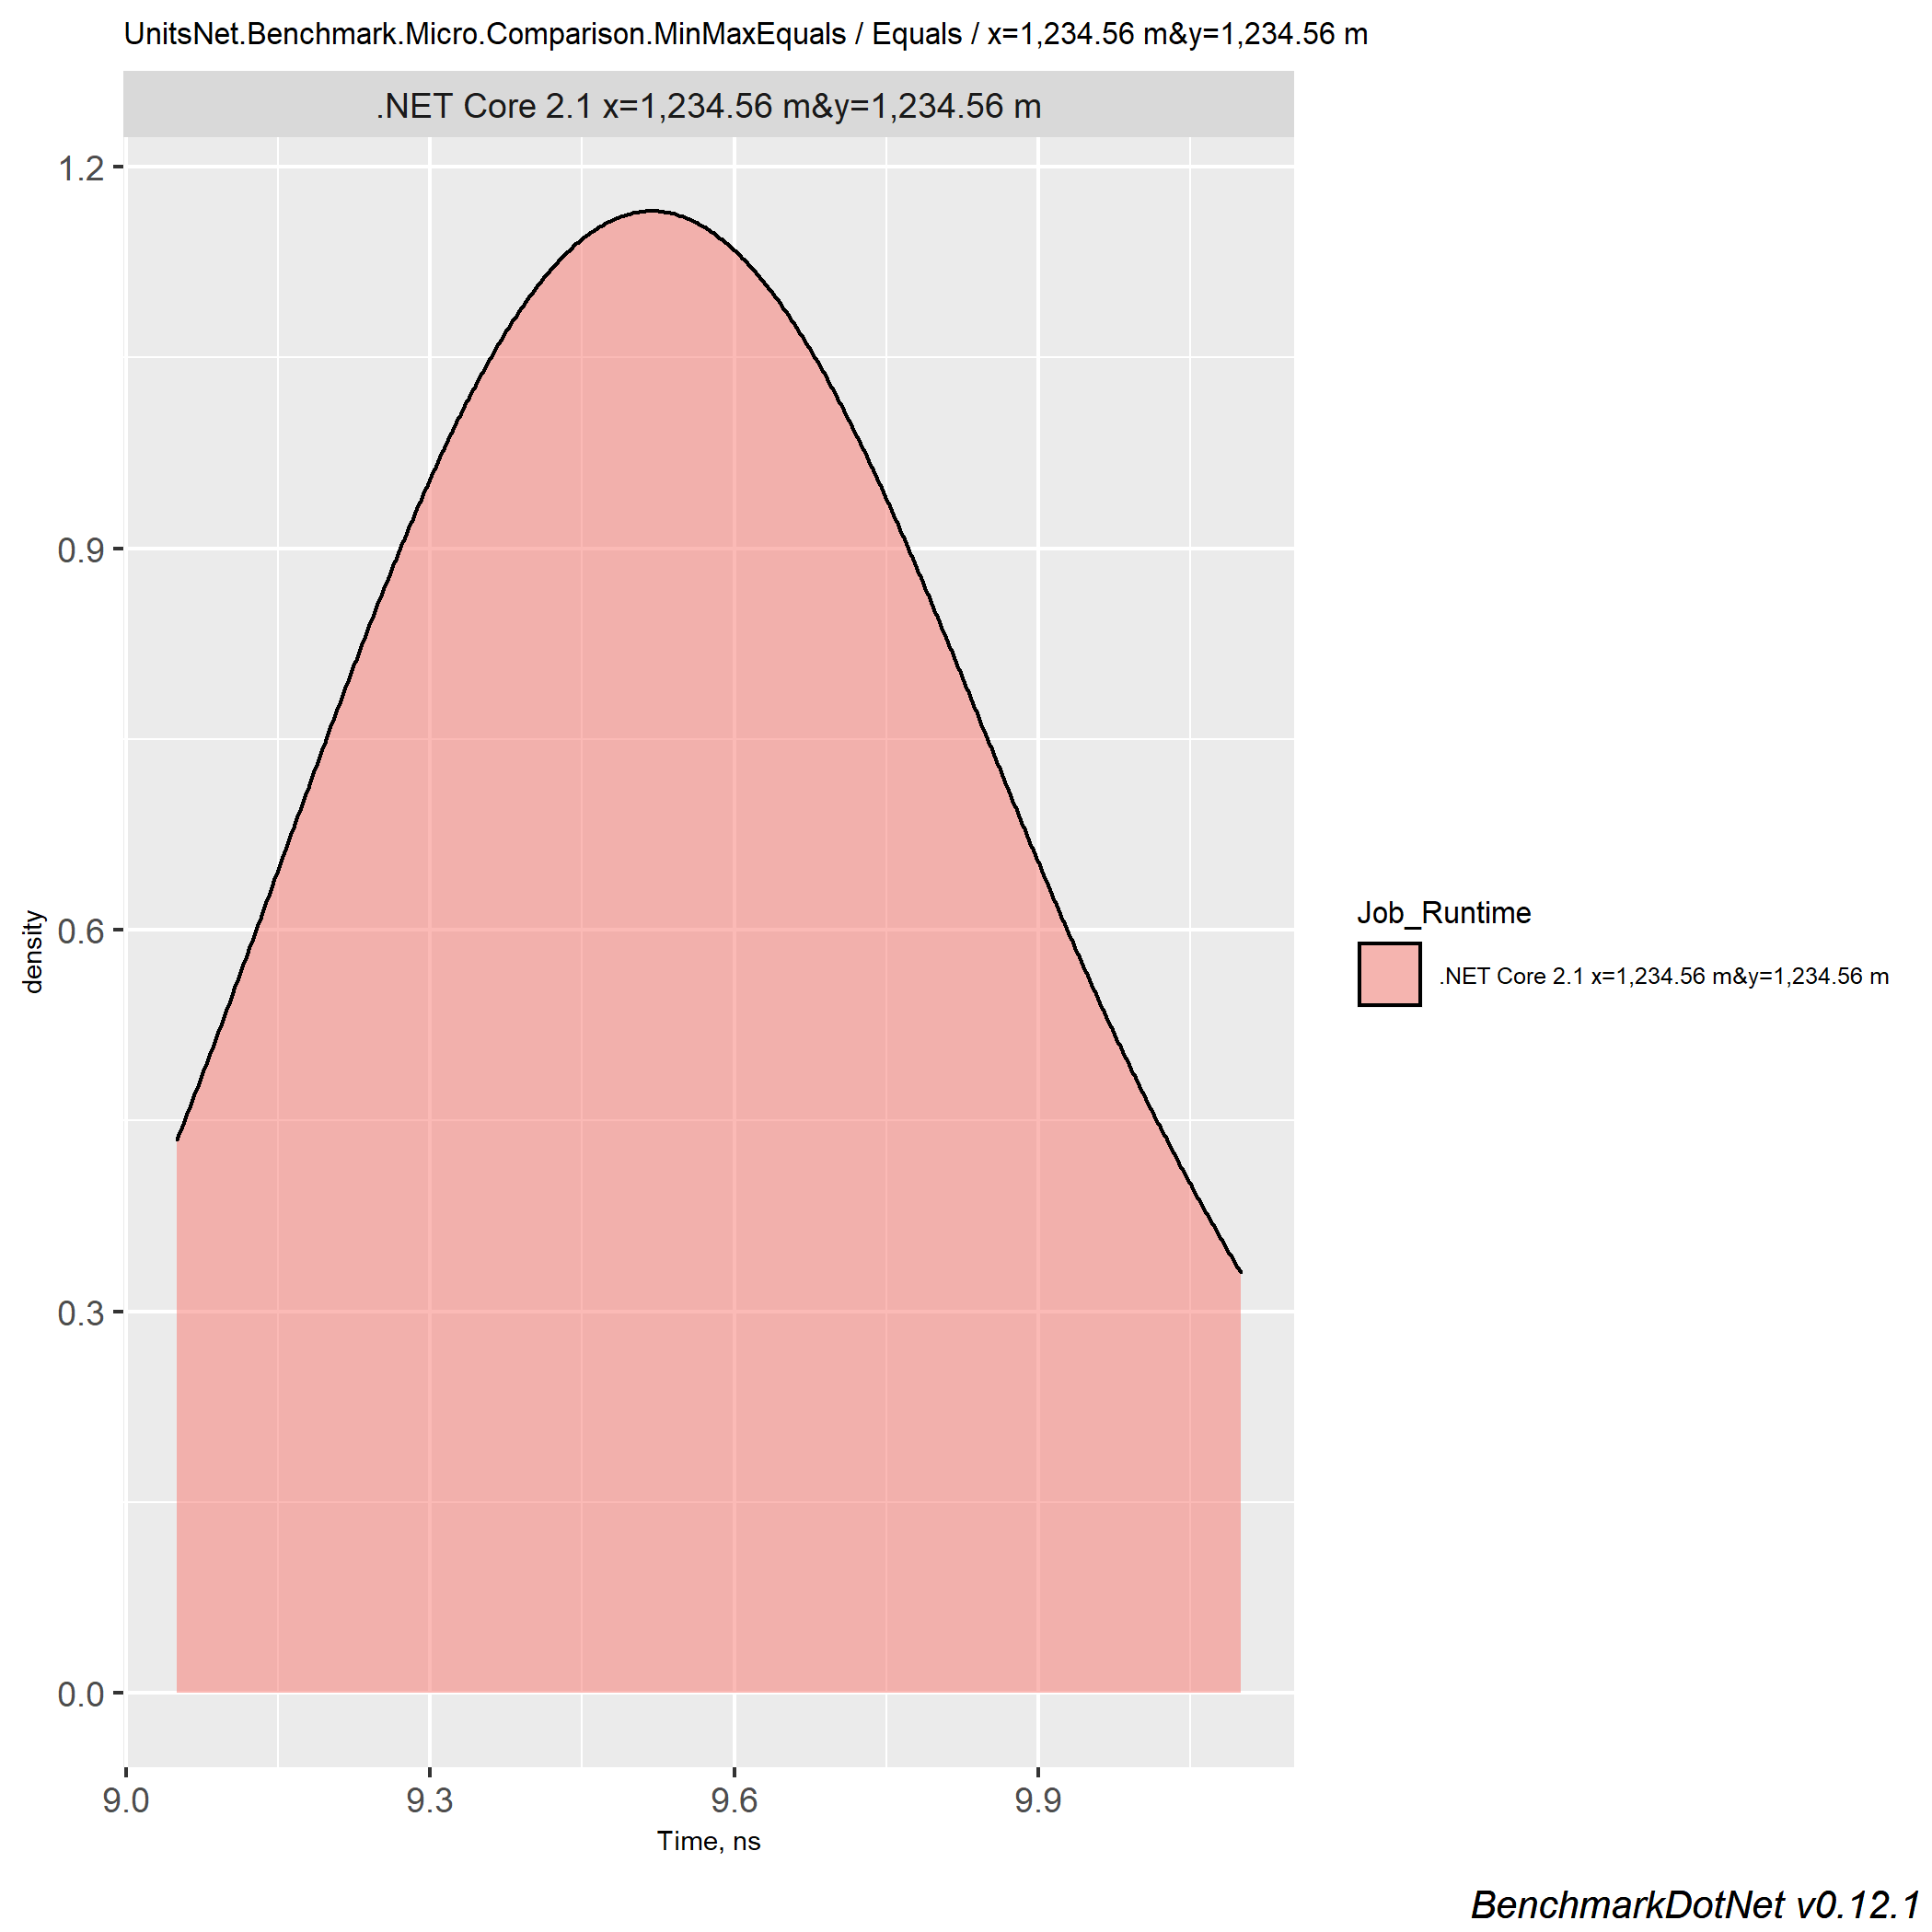 UnitsNet.Benchmark.Micro.Comparison.MinMaxEquals / Equals / x=1,234.56 m&y=1,234.56 m
.NET Core 2.1 x=1,234.56 m&y=1,234.56 m
1.2
0.9
0.6
0.3
0.0
density
9.0 9.3 9.6 9.9
Time, ns
Job_Runtime
.NET Core 2.1 x=1,234.56 m&y=1,234.56 m
BenchmarkDotNet v0.12.1